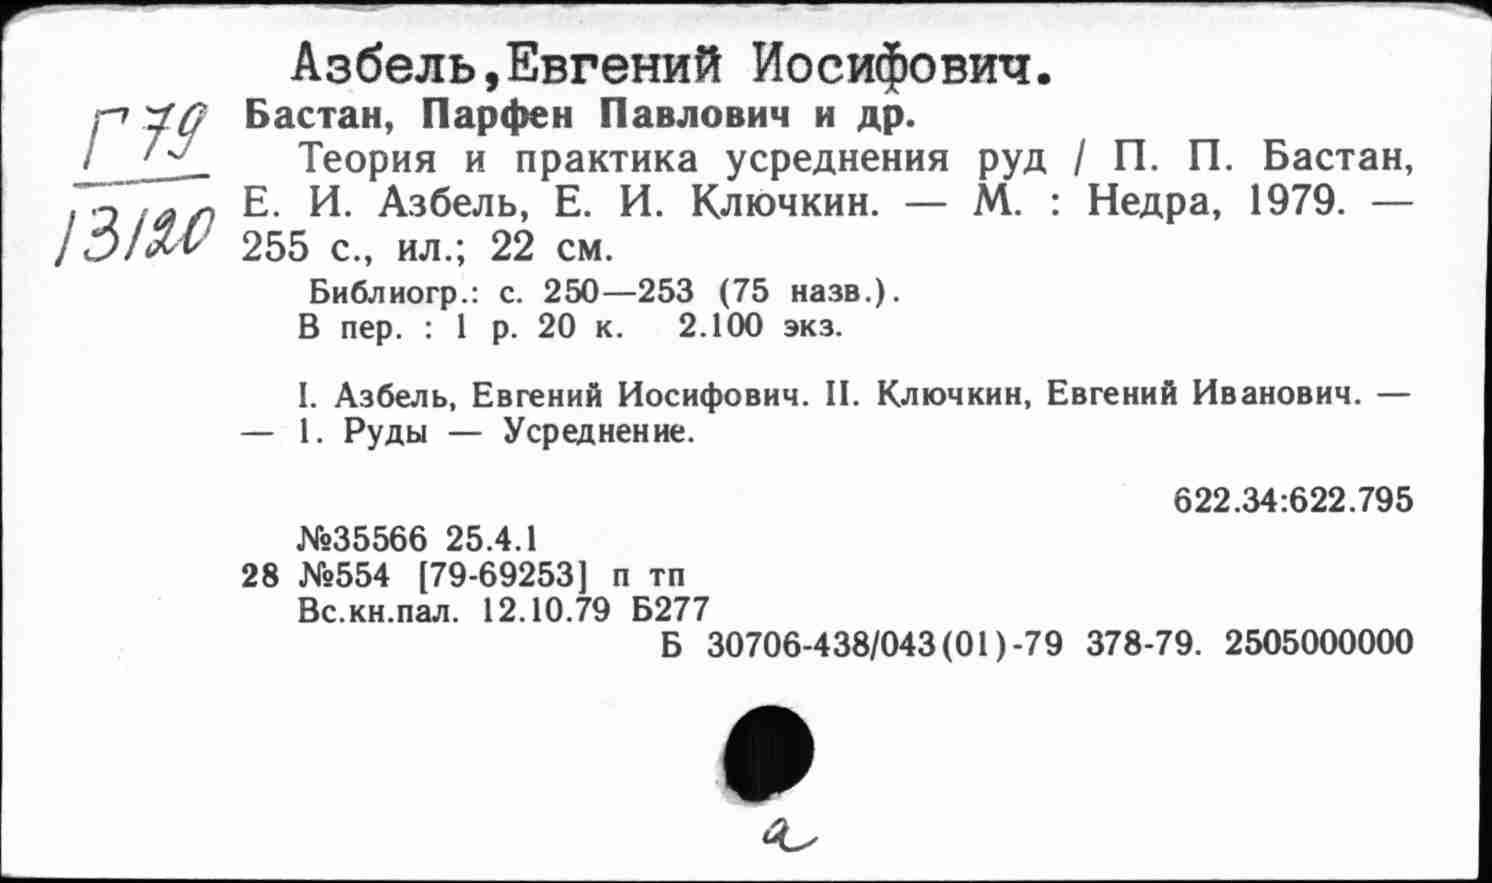 Азбель,Евгений Иосифович.
Г79
13120
Бастан, Парфен Павлович и др.
Теория и практика усреднения руд / П. П. Бастан,
Е. И. Азбель, Е. И. Ключкин. — М. : Недра, 1979. —
255 с., ил.; 22 см.
Библиогр.: с. 250—253 (75 назв.).
В пер. : 1 р. 20 к. 2.100 экз.
I. Азбель, Евгений Иосифович. II. Ключкин, Евгений Иванович. —
— 1. Руды — Усреднение.
622.34:622.795
№35566 25.4.1
28 №554 [79-69253] п тп
Вс.кн.пал. 12.10.79 Б277
Б 30706-438/043(01)-79 378-79. 2505000000
а